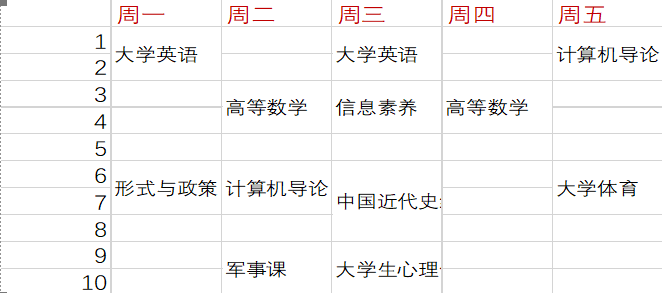 周一 周二 周三 周四 周五
1
大学英语 大学英语 计算机导论
2
3
高等数学 信息素养 高等数学
4
5
6
形式与政策 计算机导论 大学体育
7
中国近代史
8
9
军事课 大学生心理
10